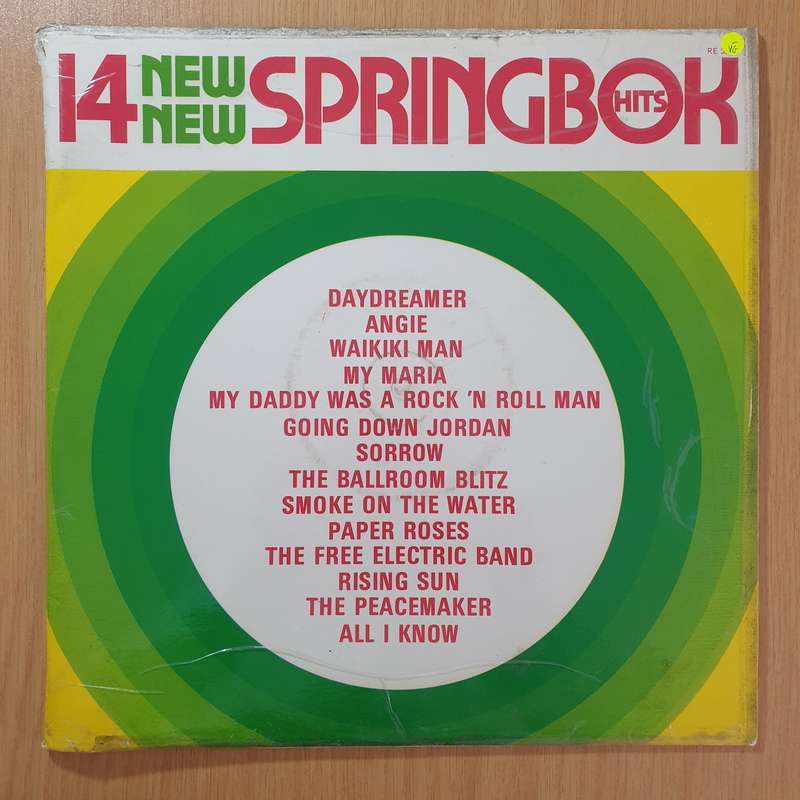 14 NEW NEW SPRINGBOK HITS
RE
VG
DAYDREAMER
ANGIE
WAIKIKI MAN
MY MARIA
MY DADDY WAS A ROCK 'N ROLL MAN
GOING DOWN JORDAN
SORROW
THE BALLROOM BLITZ
SMOKE ON THE WATER
PAPER ROSES
THE FREE ELECTRIC BAND
RISING SUN
THE PEACEMAKER
ALL I KNOW